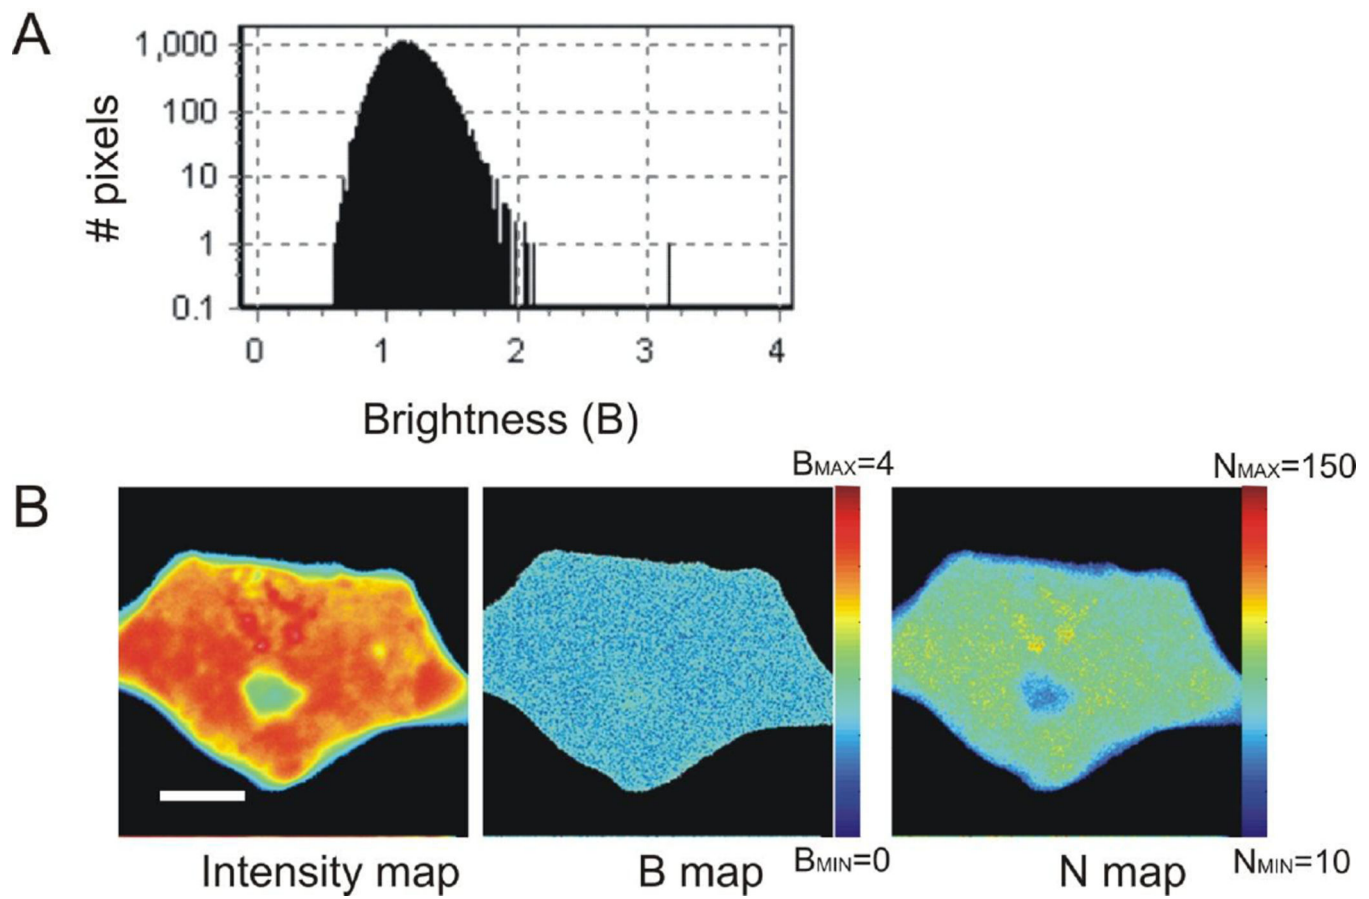 A
1,000
100
10
1
0.1
# pixels
0 1 2 3 4
Brightness (B)
B
BMAX=4
NMAX=150
BMIN=0
NMIN=10
Intensity map
B map
N map